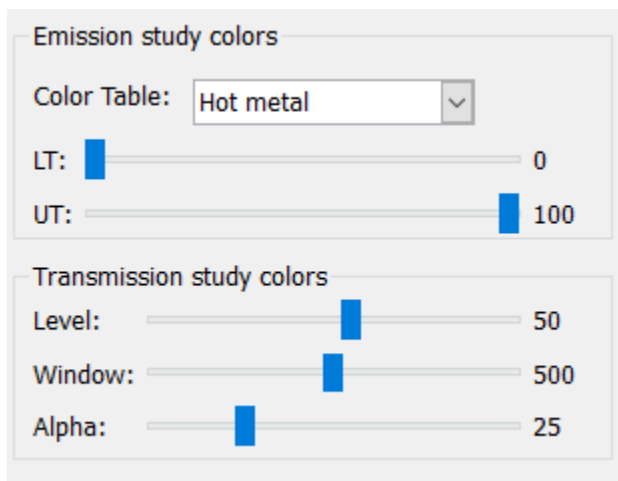 Emission study colors
Color Table: Hot metal
LT: 0
UT: 100
Transmission study colors
Level: 50
Window: 500
Alpha: 25